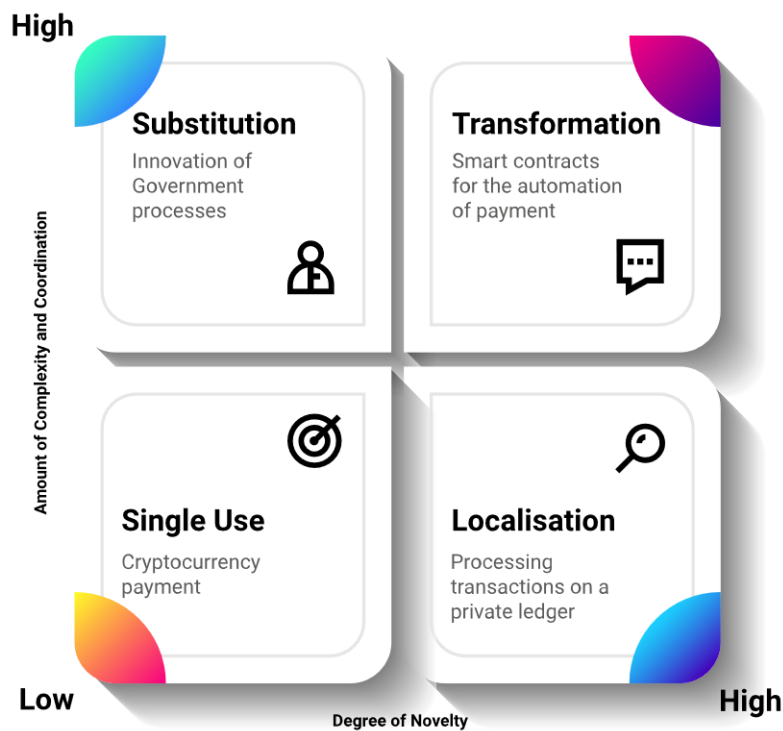 High
Substitution
Innovation of
Government
processes
Transformation
Smart contracts
for the automation
of payment
Amount of Complexity and Coordination
Single Use
Cryptocurrency
payment
Localisation
Processing
transactions on a
private ledger
Low
Degree of Novelty
High